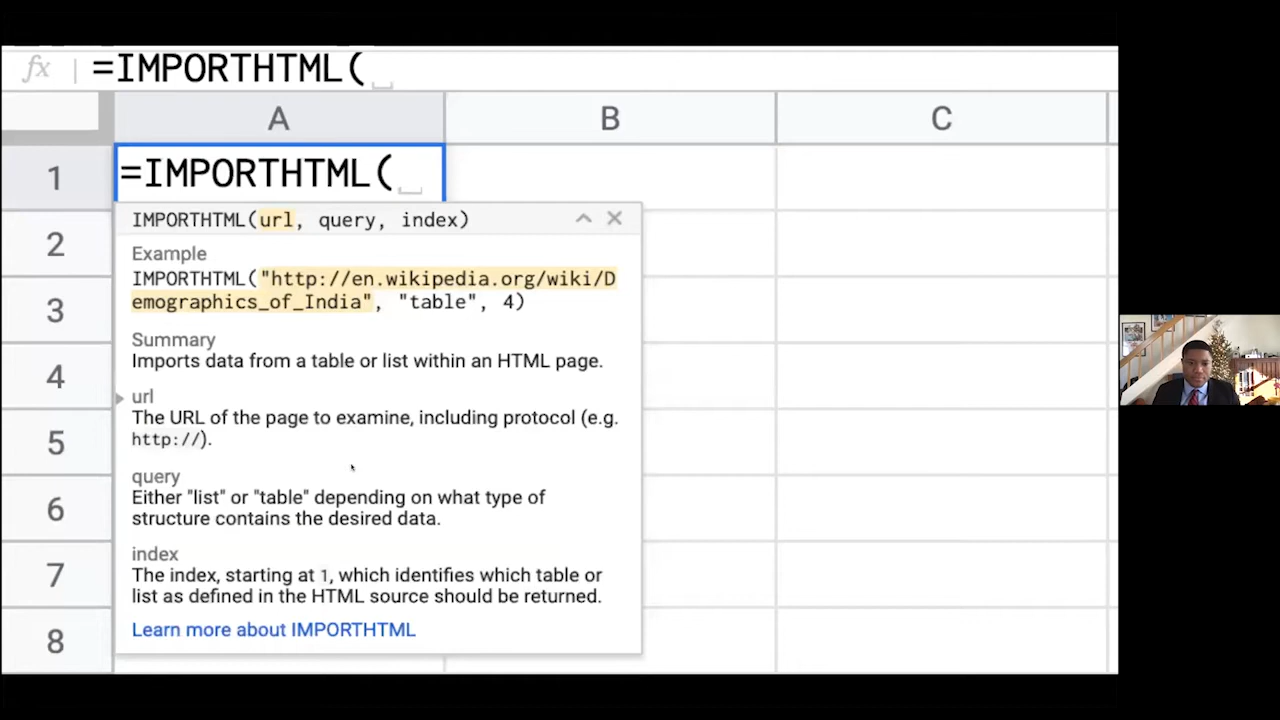 fx | =IMPORTHTML(
A B C
1 =IMPORTHTML(
IMPORTHTML(url, query, index)
2
Example
IMPORTHTML("http://en.wikipedia.org/wiki/D
emographics_of_India", "table", 4)
3
Summary
Imports data from a table or list within an HTML page.
4
url
The URL of the page to examine, including protocol (e.g.
http://).
5
query
Either "list" or "table" depending on what type of
6
structure contains the desired data.
index
The index, starting at 1, which identifies which table or
7
list as defined in the HTML source should be returned.
Learn more about IMPORTHTML
8